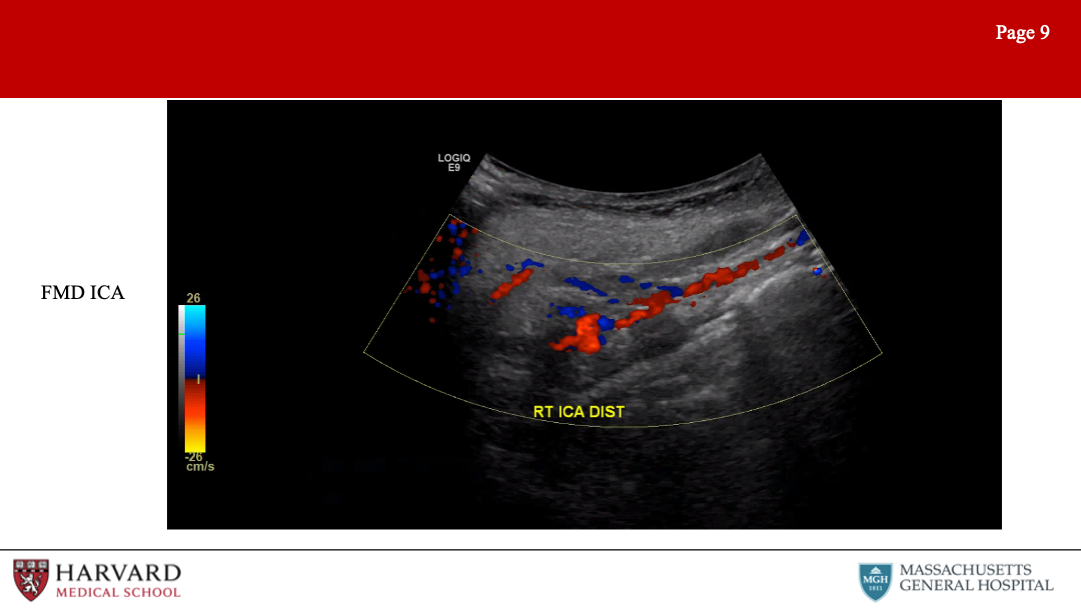 Page 9
LOGIQ
E9
FMD ICA
26
-26
cm/s
RT ICA DIST
HARVARD
MEDICAL SCHOOL
MGH
1811
MASSACHUSETTS
GENERAL HOSPITAL